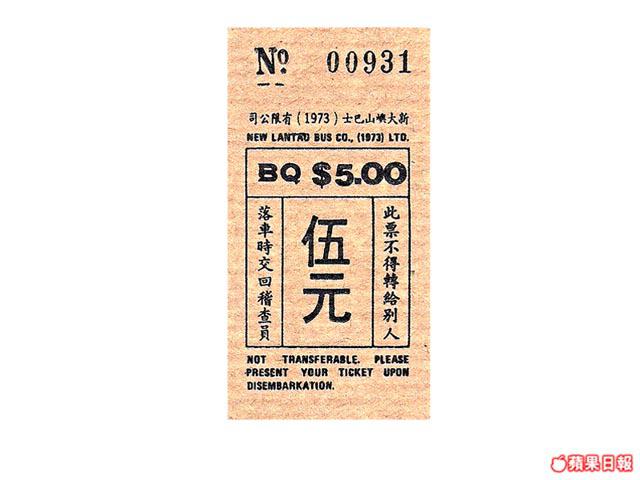 No. 00931
新大嶼山巴士（1973）有限公司
NEW LANTAO BUS CO., (1973) LTD.
BQ $5.00
此票不得轉給別人
伍元
落車時交回稽查員
NOT TRANSFERABLE. PLEASE
PRESENT YOUR TICKET UPON
DISEMBARKATION.
蘋果日報